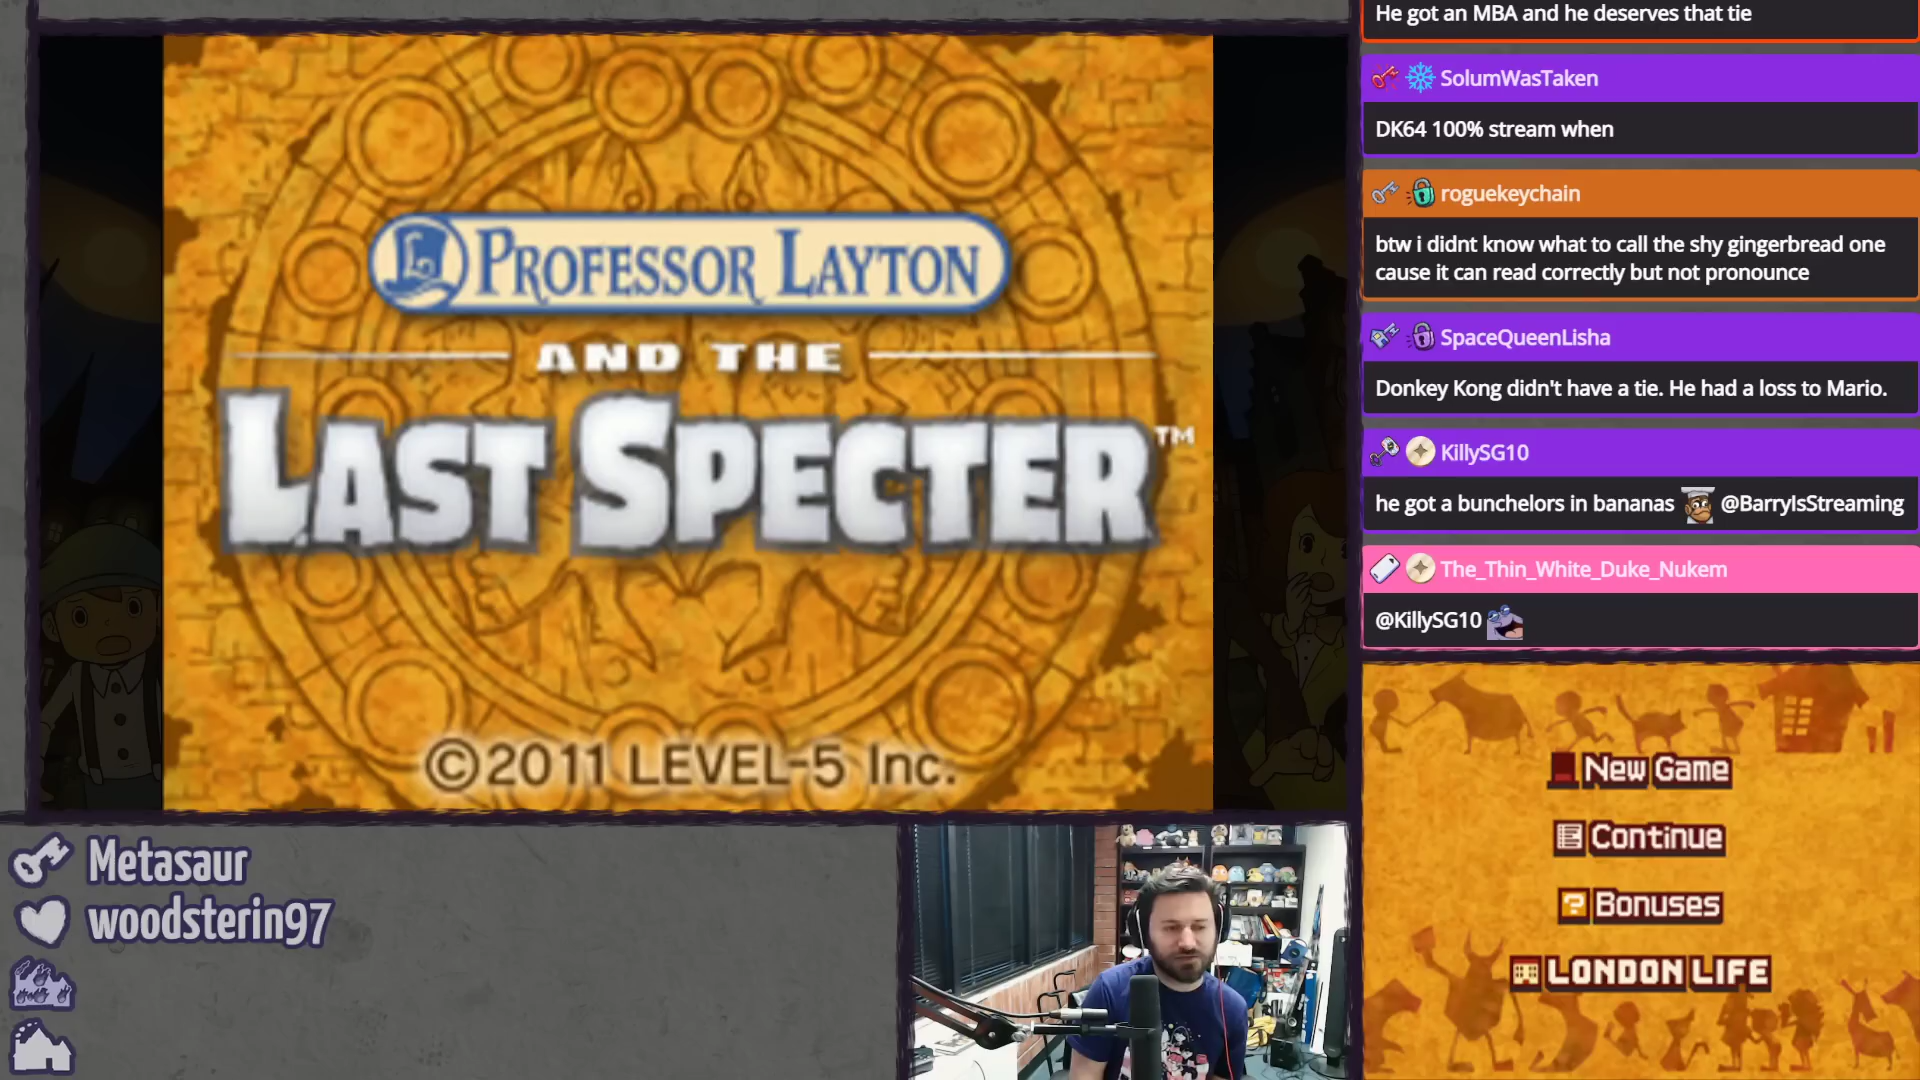 PROFESSOR LAYTON
AND THE
LAST SPECTER™
©2011 LEVEL-5 Inc.
He got an MBA and he deserves that tie
SolumWasTaken
DK64 100% stream when
roguekeychain
btw i didnt know what to call the shy gingerbread one
cause it can read correctly but not pronounce
SpaceQueenLisha
Donkey Kong didn't have a tie. He had a loss to Mario.
KillySG10
he got a bunchelors in bananas @BarryIsStreaming
The_Thin_White_Duke_Nukem
@KillySG10
New Game
Continue
Bonuses
LONDON LIFE
Metasaur
woodsterin97